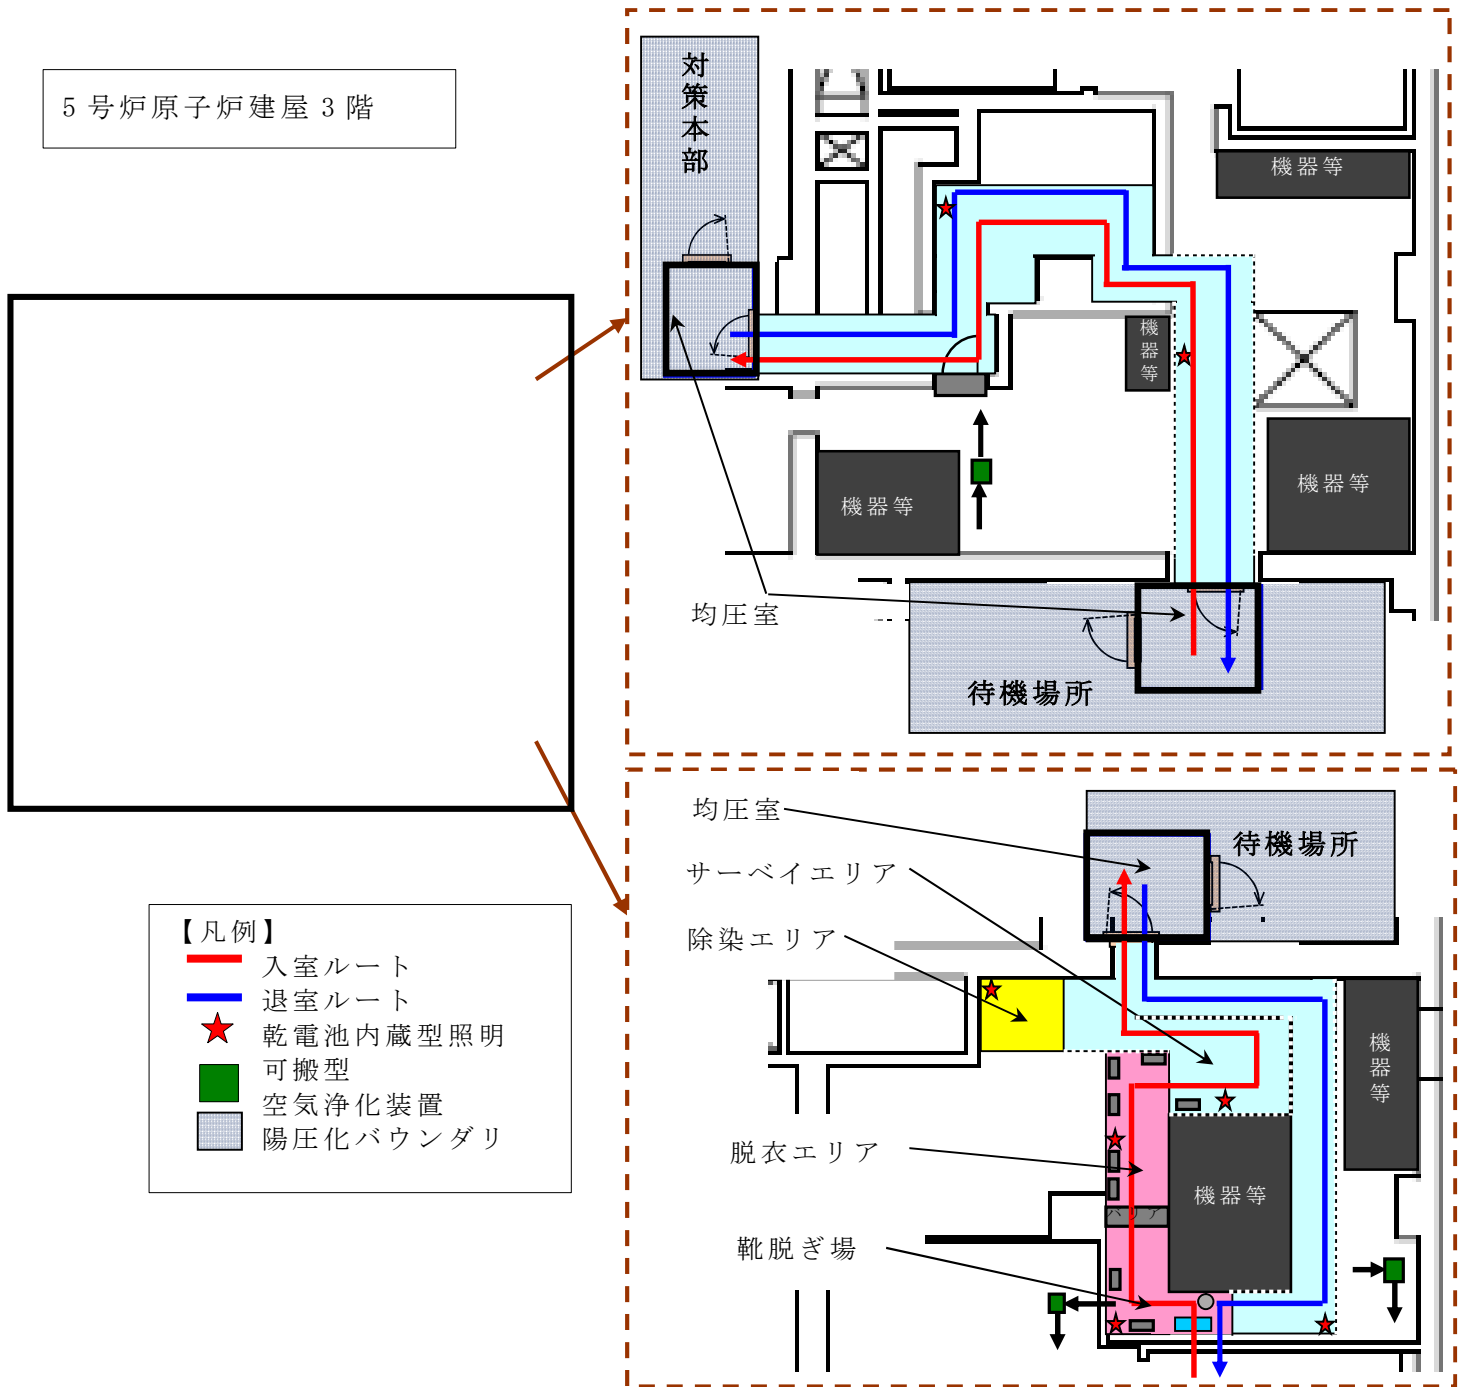 5号炉原子炉建屋3階
対策本部
機器等
機器等
機器等
機器等
均圧室
待機場所
均圧室
待機場所
サーベイエリア
除染エリア
機器等
脱衣エリア
機器等
バリア
靴脱ぎ場
【凡例】
入室ルート
退室ルート
乾電池内蔵型照明
可搬型
空気浄化装置
陽圧化バウンダリ